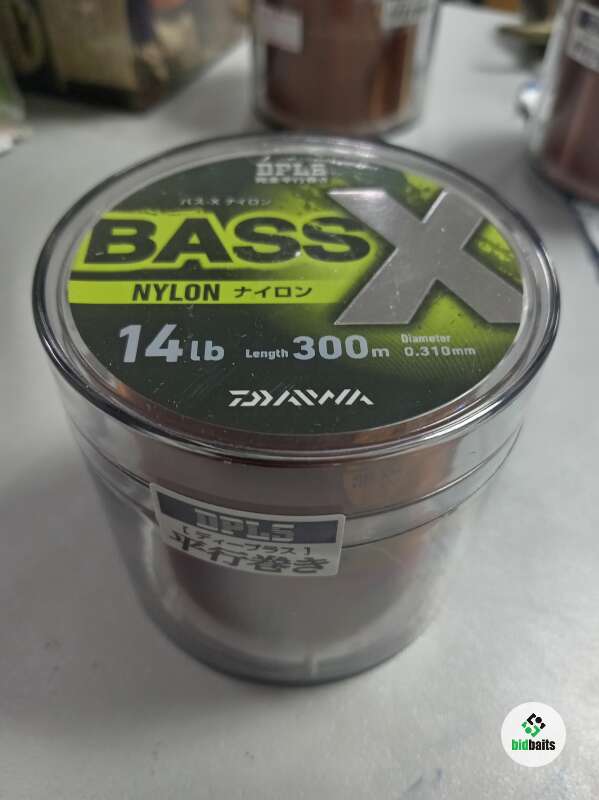 DPLS
バス-X ナイロン
BASS X
NYLON ナイロン
14lb Length 300m Diameter 0.310mm
DAIWA
DPLS
[ディープラス]
平行巻き
bidbaits